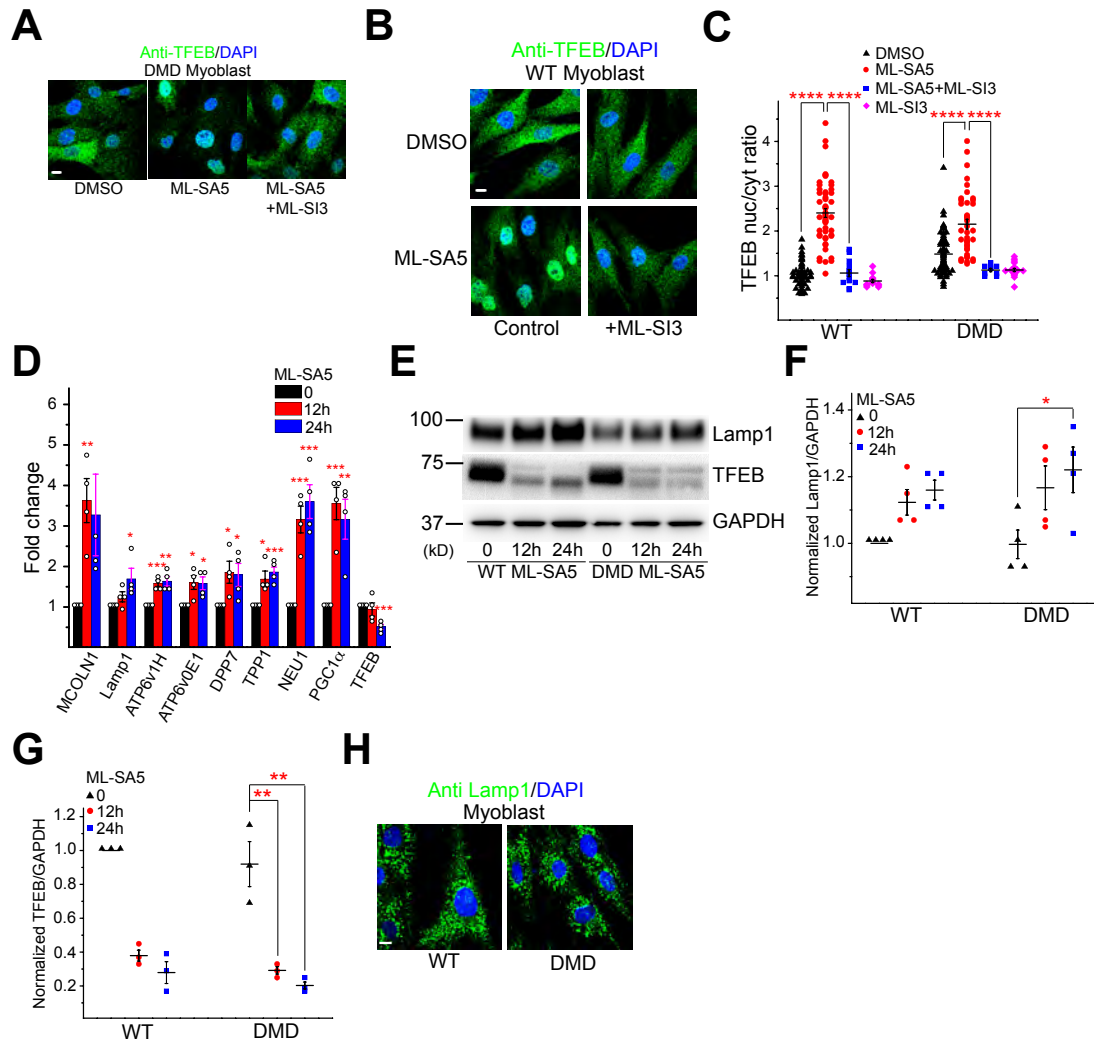 A
Anti-TFEB/DAPI
DMD Myoblast
DMSO
ML-SA5
ML-SA5
+ML-SI3
B
Anti-TFEB/DAPI
WT Myoblast
DMSO
ML-SA5
Control
+ML-SI3
C
DMSO
ML-SA5
ML-SA5+ML-SI3
ML-SI3
**** ****
**** ****
TFEB nuc/cyt ratio
5
4
3
2
1
WT
DMD
D
ML-SA5
0
12h
24h
Fold change
6
5
4
3
2
1
**
*
***
**
*
*
*
*
*
***
***
***
***
**
***
MCOLN1
Lamp1
ATP6v1H
ATP6v0E1
DPP7
TPP1
NEU1
PGC1α
TFEB
E
100
75
37
(kD)
Lamp1
TFEB
GAPDH
0 12h 24h 0 12h 24h
WT ML-SA5 DMD ML-SA5
F
ML-SA5
0
12h
24h
*
Normalized Lamp1/GAPDH
1.4
1.2
1.0
WT
DMD
G
ML-SA5
0
12h
24h
**
**
Normalized TFEB/GAPDH
1.2
1.0
0.8
0.6
0.4
0.2
WT
DMD
H
Anti Lamp1/DAPI
Myoblast
WT
DMD